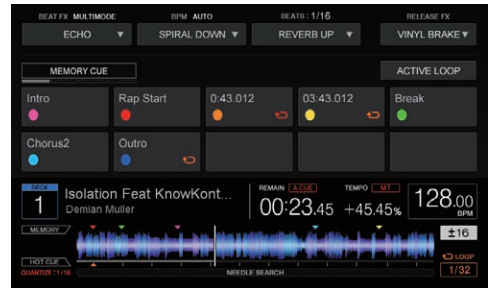 BEAT FX MULTIMODE BPM AUTO BEATS : 1/16 RELEASE FX
ECHO SPIRAL DOWN REVERB UP VINYL BRAKE
MEMORY CUE ACTIVE LOOP
Intro Rap Start 0:43.012 03:43.012 Break
Chorus2 Outro
DECK REMAIN A.CUE TEMPO MT
1 Isolation Feat KnowKont... 00:23.45 +45.45% 128.00
Demian Muller BPM
MEMORY ±16
HOT CUE LOOP
QUANTIZE : 1/16 NEEDLE SEARCH 1/32